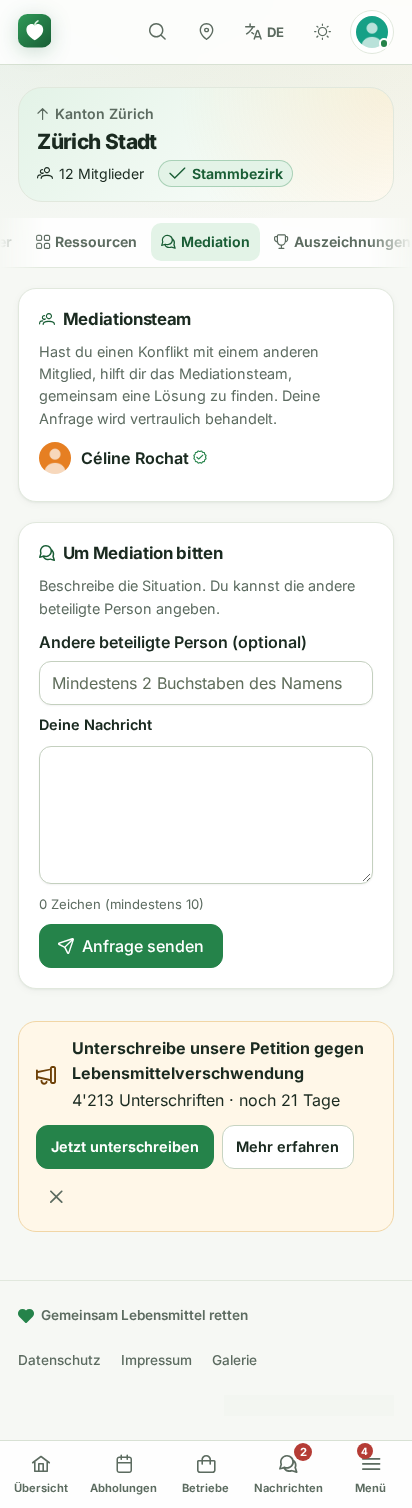 DE
Kanton Zürich
Zürich Stadt
12 Mitglieder Stammbezirk
er Ressourcen Mediation Auszeichnungen
Mediationsteam
Hast du einen Konflikt mit einem anderen
Mitglied, hilft dir das Mediationsteam,
gemeinsam eine Lösung zu finden. Deine
Anfrage wird vertraulich behandelt.
Céline Rochat
Um Mediation bitten
Beschreibe die Situation. Du kannst die andere
beteiligte Person angeben.
Andere beteiligte Person (optional)
Mindestens 2 Buchstaben des Namens
Deine Nachricht
0 Zeichen (mindestens 10)
Anfrage senden
Unterschreibe unsere Petition gegen
Lebensmittelverschwendung
4'213 Unterschriften · noch 21 Tage
Jetzt unterschreiben Mehr erfahren
Gemeinsam Lebensmittel retten
Datenschutz Impressum Galerie
2 4
Übersicht Abholungen Betriebe Nachrichten Menü